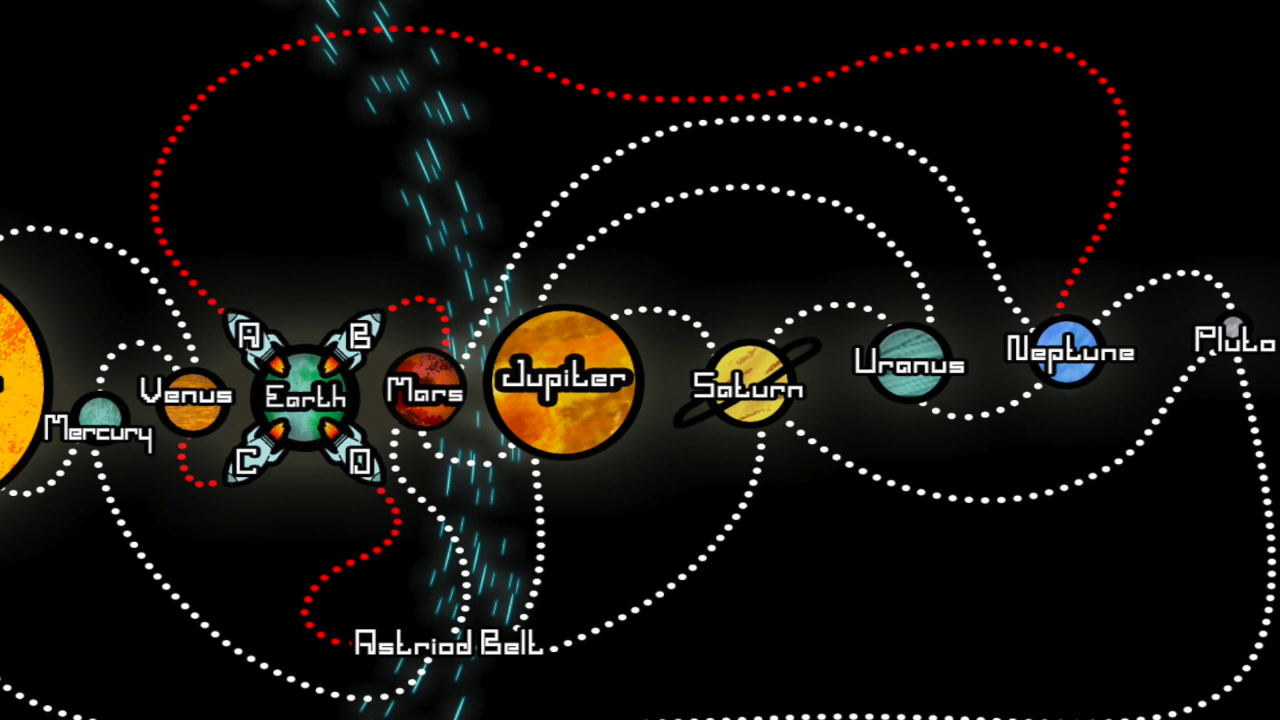 A
B
C
D
Mercury
Venus
Earth
Mars
Jupiter
Saturn
Uranus
Neptune
Pluto
Astriod Belt